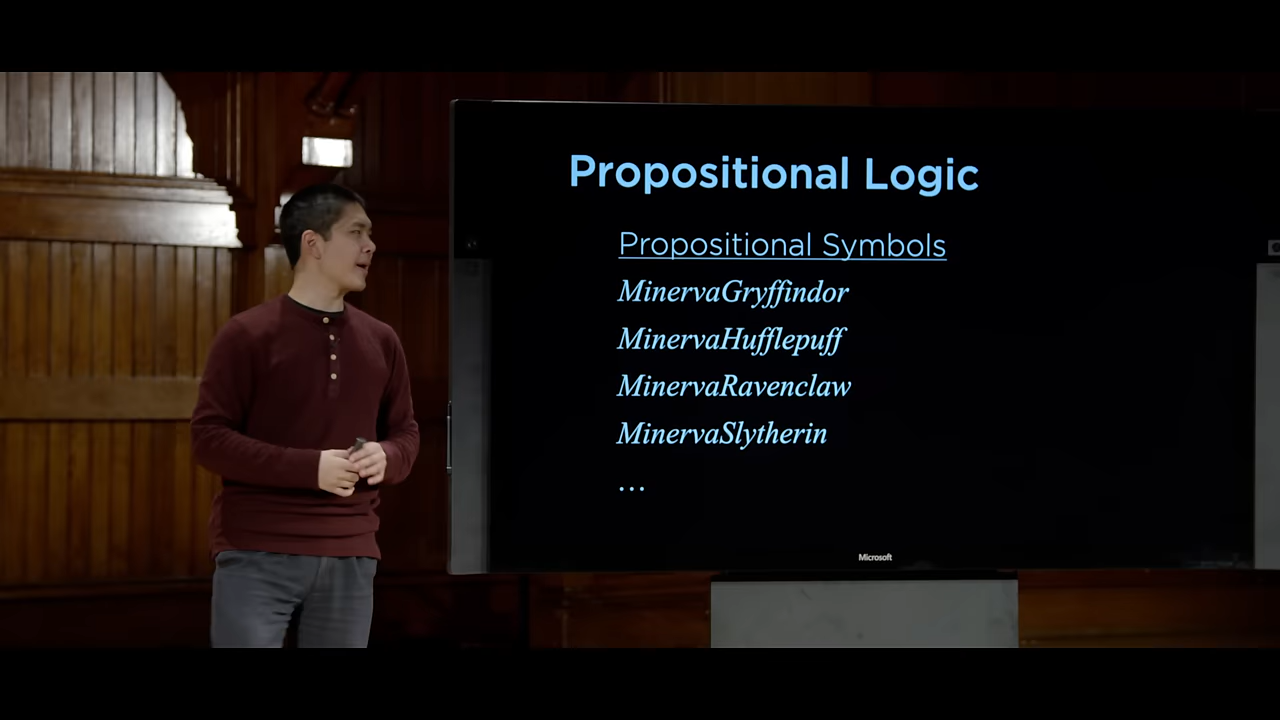 Propositional Logic
Propositional Symbols
MinervaGryffindor
MinervaHufflepuff
MinervaRavenclaw
MinervaSlytherin
...
Microsoft